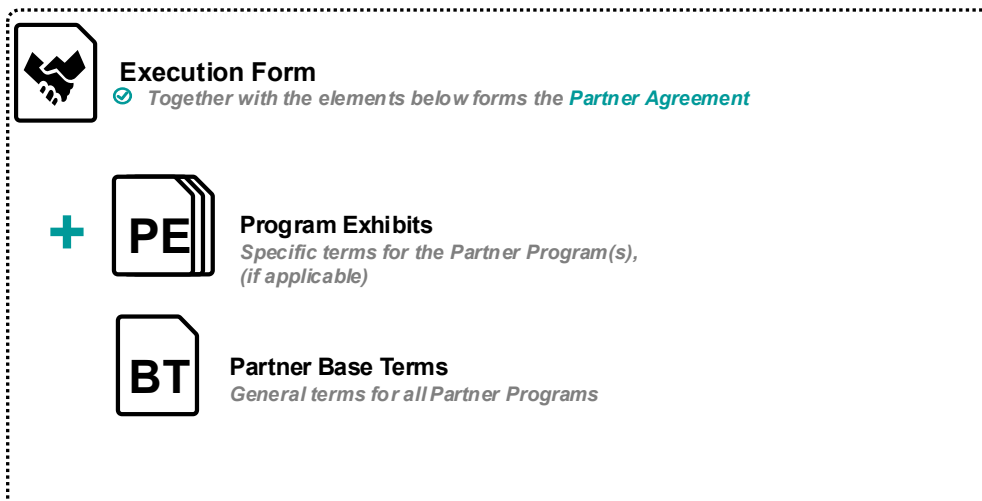 Execution Form
Together with the elements below forms the Partner Agreement
+
PE
Program Exhibits
Specific terms for the Partner Program(s),
(if applicable)
BT
Partner Base Terms
General terms for all Partner Programs